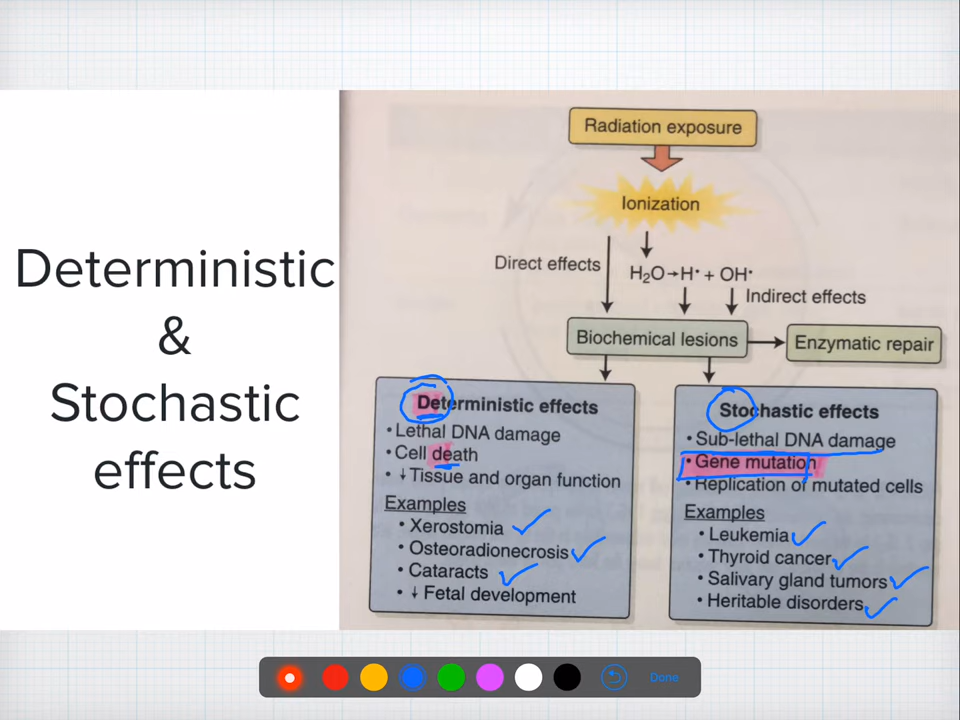 Deterministic
&
Stochastic
effects
Radiation exposure
Ionization
Direct effects
H₂O→H• + OH•
Indirect effects
Biochemical lesions
Enzymatic repair
Deterministic effects
• Lethal DNA damage
• Cell death
• ↓Tissue and organ function
Examples
• Xerostomia
• Osteoradionecrosis
• Cataracts
• ↓ Fetal development
Stochastic effects
• Sub-lethal DNA damage
• Gene mutation
• Replication of mutated cells
Examples
• Leukemia
• Thyroid cancer
• Salivary gland tumors
• Heritable disorders
Done